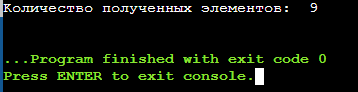 Количество полученных элементов:  9
...Program finished with exit code 0
Press ENTER to exit console.